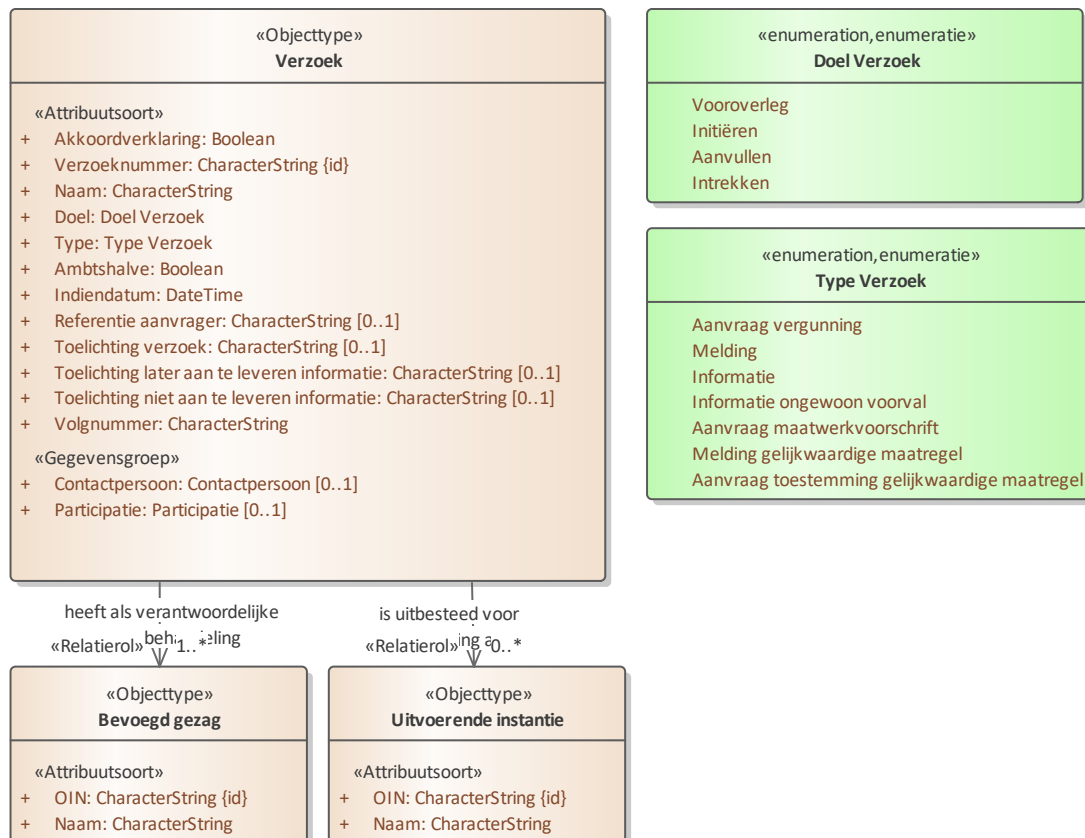 «Objecttype»
Verzoek
«Attribuutsoort»
+ Akkoordverklaring: Boolean
+ Verzoeknummer: CharacterString {id}
+ Naam: CharacterString
+ Doel: Doel Verzoek
+ Type: Type Verzoek
+ Ambtshalve: Boolean
+ Indiendatum: DateTime
+ Referentie aanvrager: CharacterString [0..1]
+ Toelichting verzoek: CharacterString [0..1]
+ Toelichting later aan te leveren informatie: CharacterString [0..1]
+ Toelichting niet aan te leveren informatie: CharacterString [0..1]
+ Volgnummer: CharacterString
«Gegevensgroep»
+ Contactpersoon: Contactpersoon [0..1]
+ Participatie: Participatie [0..1]
«enumeration,enumeratie»
Doel Verzoek
Vooroverleg
Initiëren
Aanvullen
Intrekken
«enumeration,enumeratie»
Type Verzoek
Aanvraag vergunning
Melding
Informatie
Informatie ongewoon voorval
Aanvraag maatwerkvoorschrift
Melding gelijkwaardige maatregel
Aanvraag toestemming gelijkwaardige maatregel
heeft als verantwoordelijke
«Relatierol» 1..*
is uitbesteed voor
«Relatierol» 0..*
«Objecttype»
Bevoegd gezag
«Attribuutsoort»
+ OIN: CharacterString {id}
+ Naam: CharacterString
«Objecttype»
Uitvoerende instantie
«Attribuutsoort»
+ OIN: CharacterString {id}
+ Naam: CharacterString